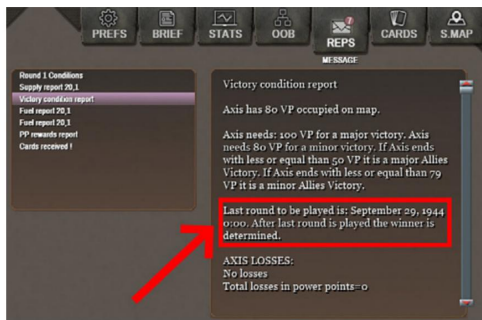 PREFS
BRIEF
STATS
OOB
REPS
CARDS
S.MAP
MESSAGE
Round 1 Conditions
Supply report 20,1
Victory condition report
Fuel report 20,1
Fuel report 20,1
PP rewards report
Cards received !
Victory condition report
Axis has 80 VP occupied on map.
Axis needs: 100 VP for a major victory. Axis
needs 80 VP for a minor victory. If Axis ends
with less or equal than 50 VP it is a major Allies
Victory. If Axis ends with less or equal than 79
VP it is a minor Allies Victory.
Last round to be played is: September 29, 1944
0:00. After last round is played the winner is
determined.
AXIS LOSSES:
No losses
Total losses in power points=0